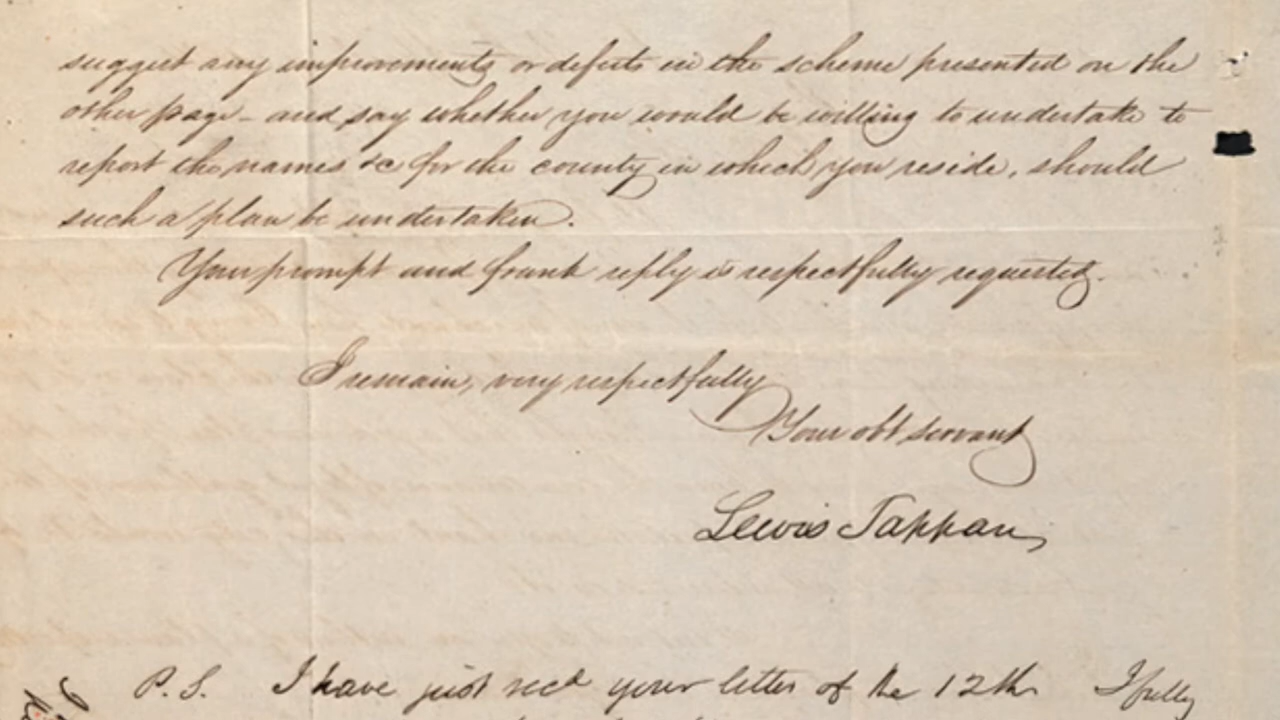 suggest any improvements or defects in the scheme presented on the
other page - and say whether you would be willing to undertake to
report the names &c for the county in which you reside, should
such a plan be undertaken.
Your prompt and frank reply is respectfully requested.
I remain, very respectfully
Your obt servant
Lewis Tappan
P.S. I have just recd your letter of the 12th I fully